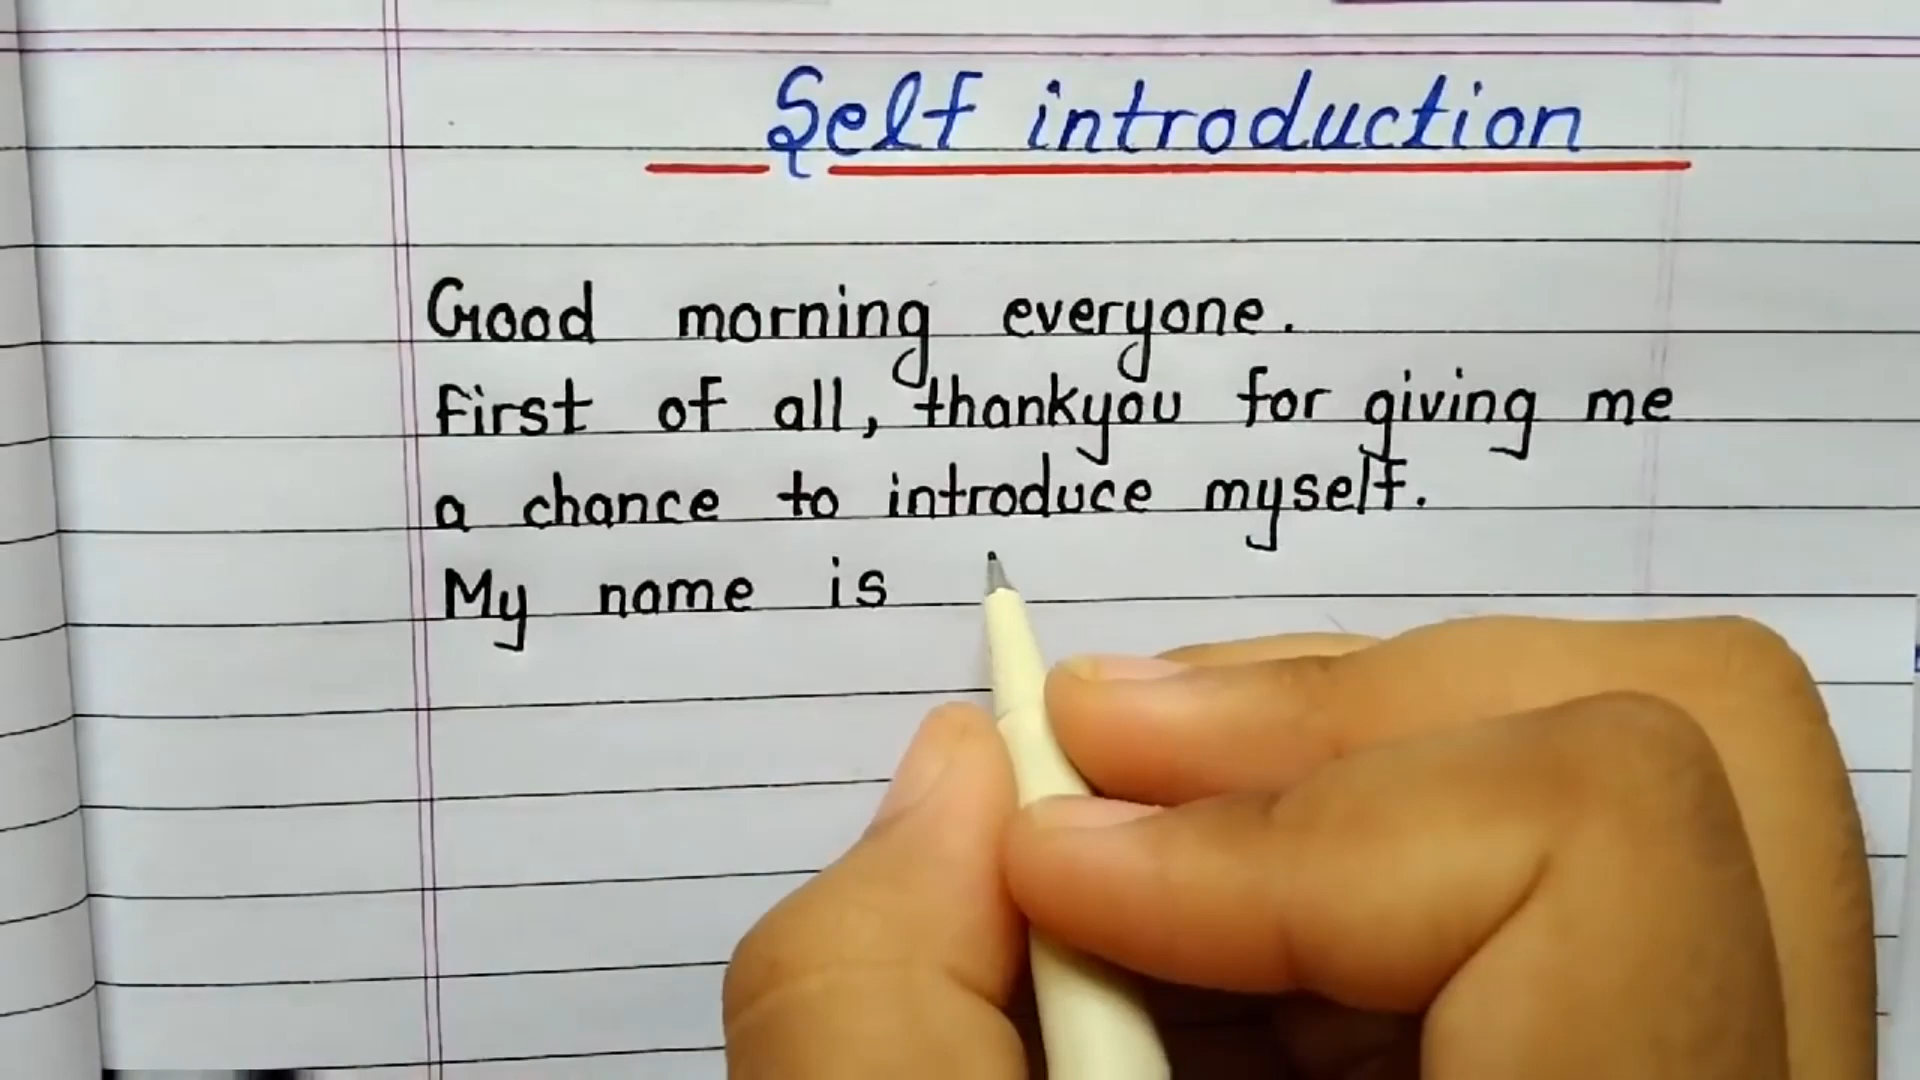 Self introduction
Good morning everyone.
First of all, thankyou for giving me
a chance to introduce myself.
My name is